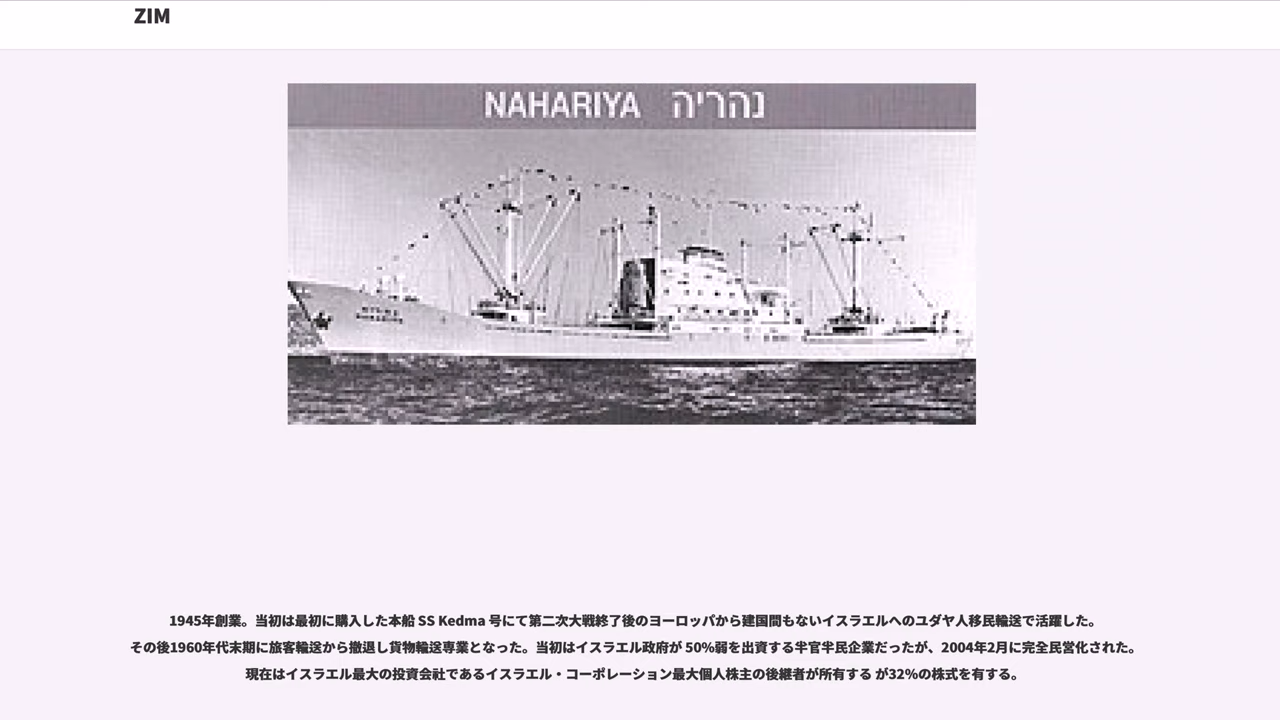 ZIM
NAHARIYA נהריה
1945年創業。当初は最初に購入した本船 SS Kedma 号にて第二次大戦終了後のヨーロッパから建国間もないイスラエルへのユダヤ人移民輸送で活躍した。
その後1960年代末期に旅客輪送から撤退し貨物輪送専業となった。当初はイスラエル政府が 50%弱を出資する半官半民企業だったが、2004年2月に完全民営化された。
現在はイスラエル最大の投資会社であるイスラエル・コーポレーション最大個人株主の後継者が所有する が32%の株式を有する。